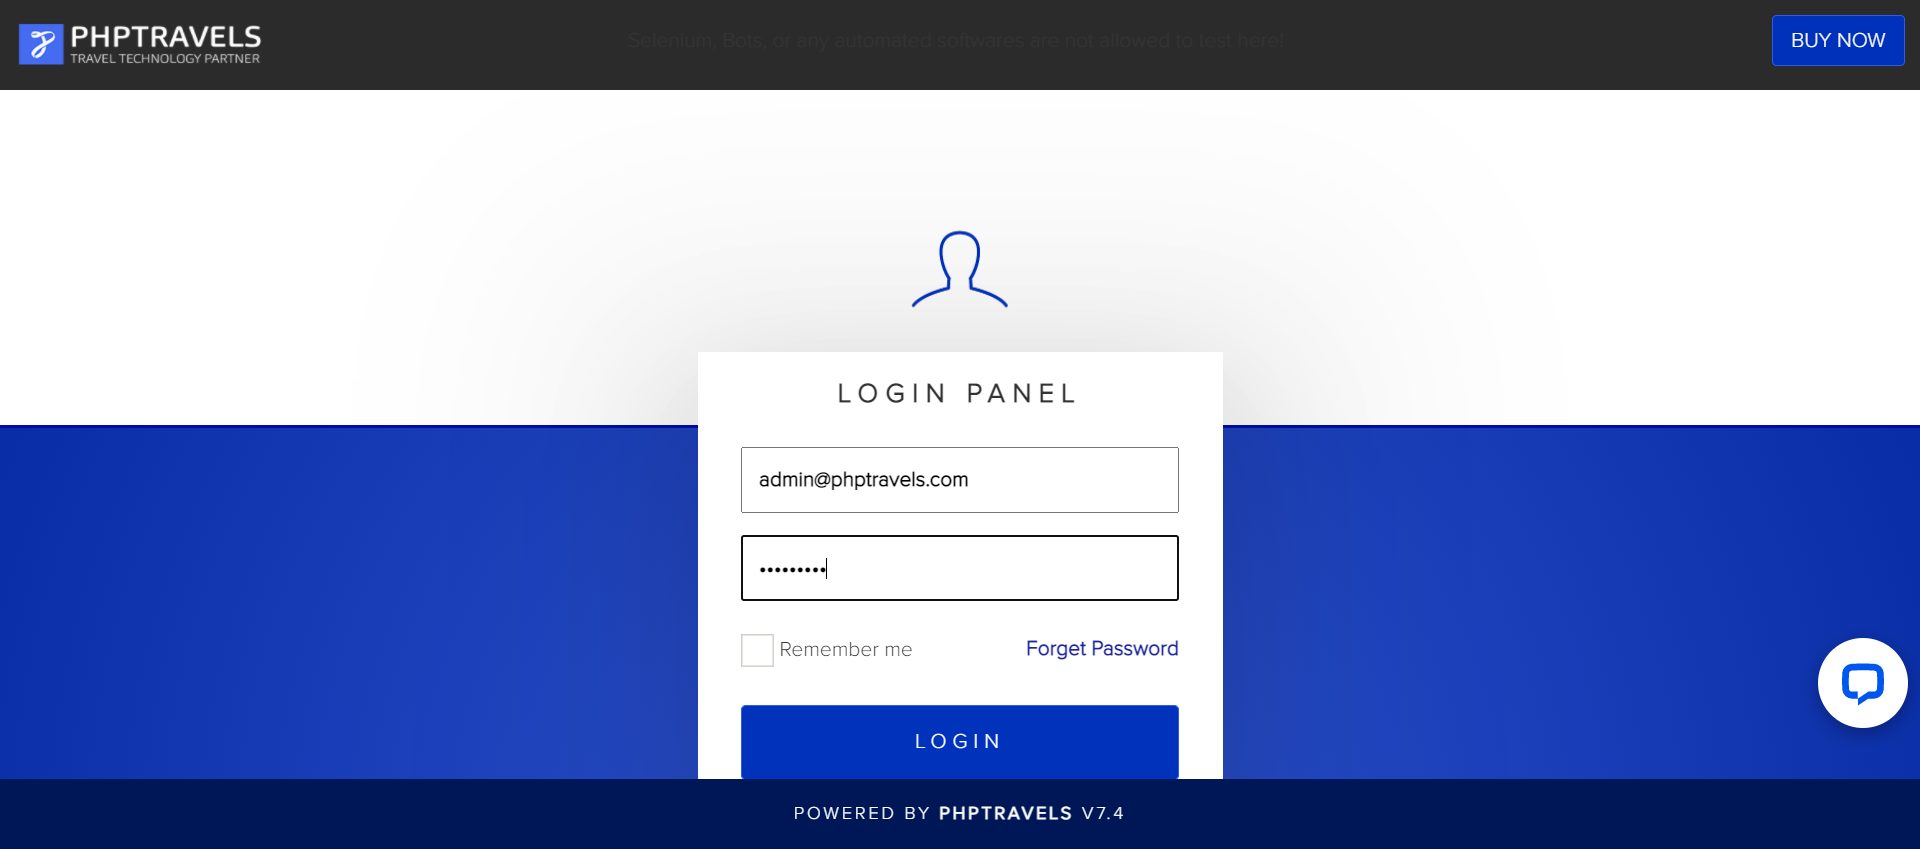 PHPTRAVELS
TRAVEL TECHNOLOGY PARTNER
Selenium, Bots, or any automated softwares are not allowed to test here!
BUY NOW
LOGIN PANEL
admin@phptravels.com
•••••••••
Remember me
Forget Password
LOGIN
POWERED BY PHPTRAVELS V7.4